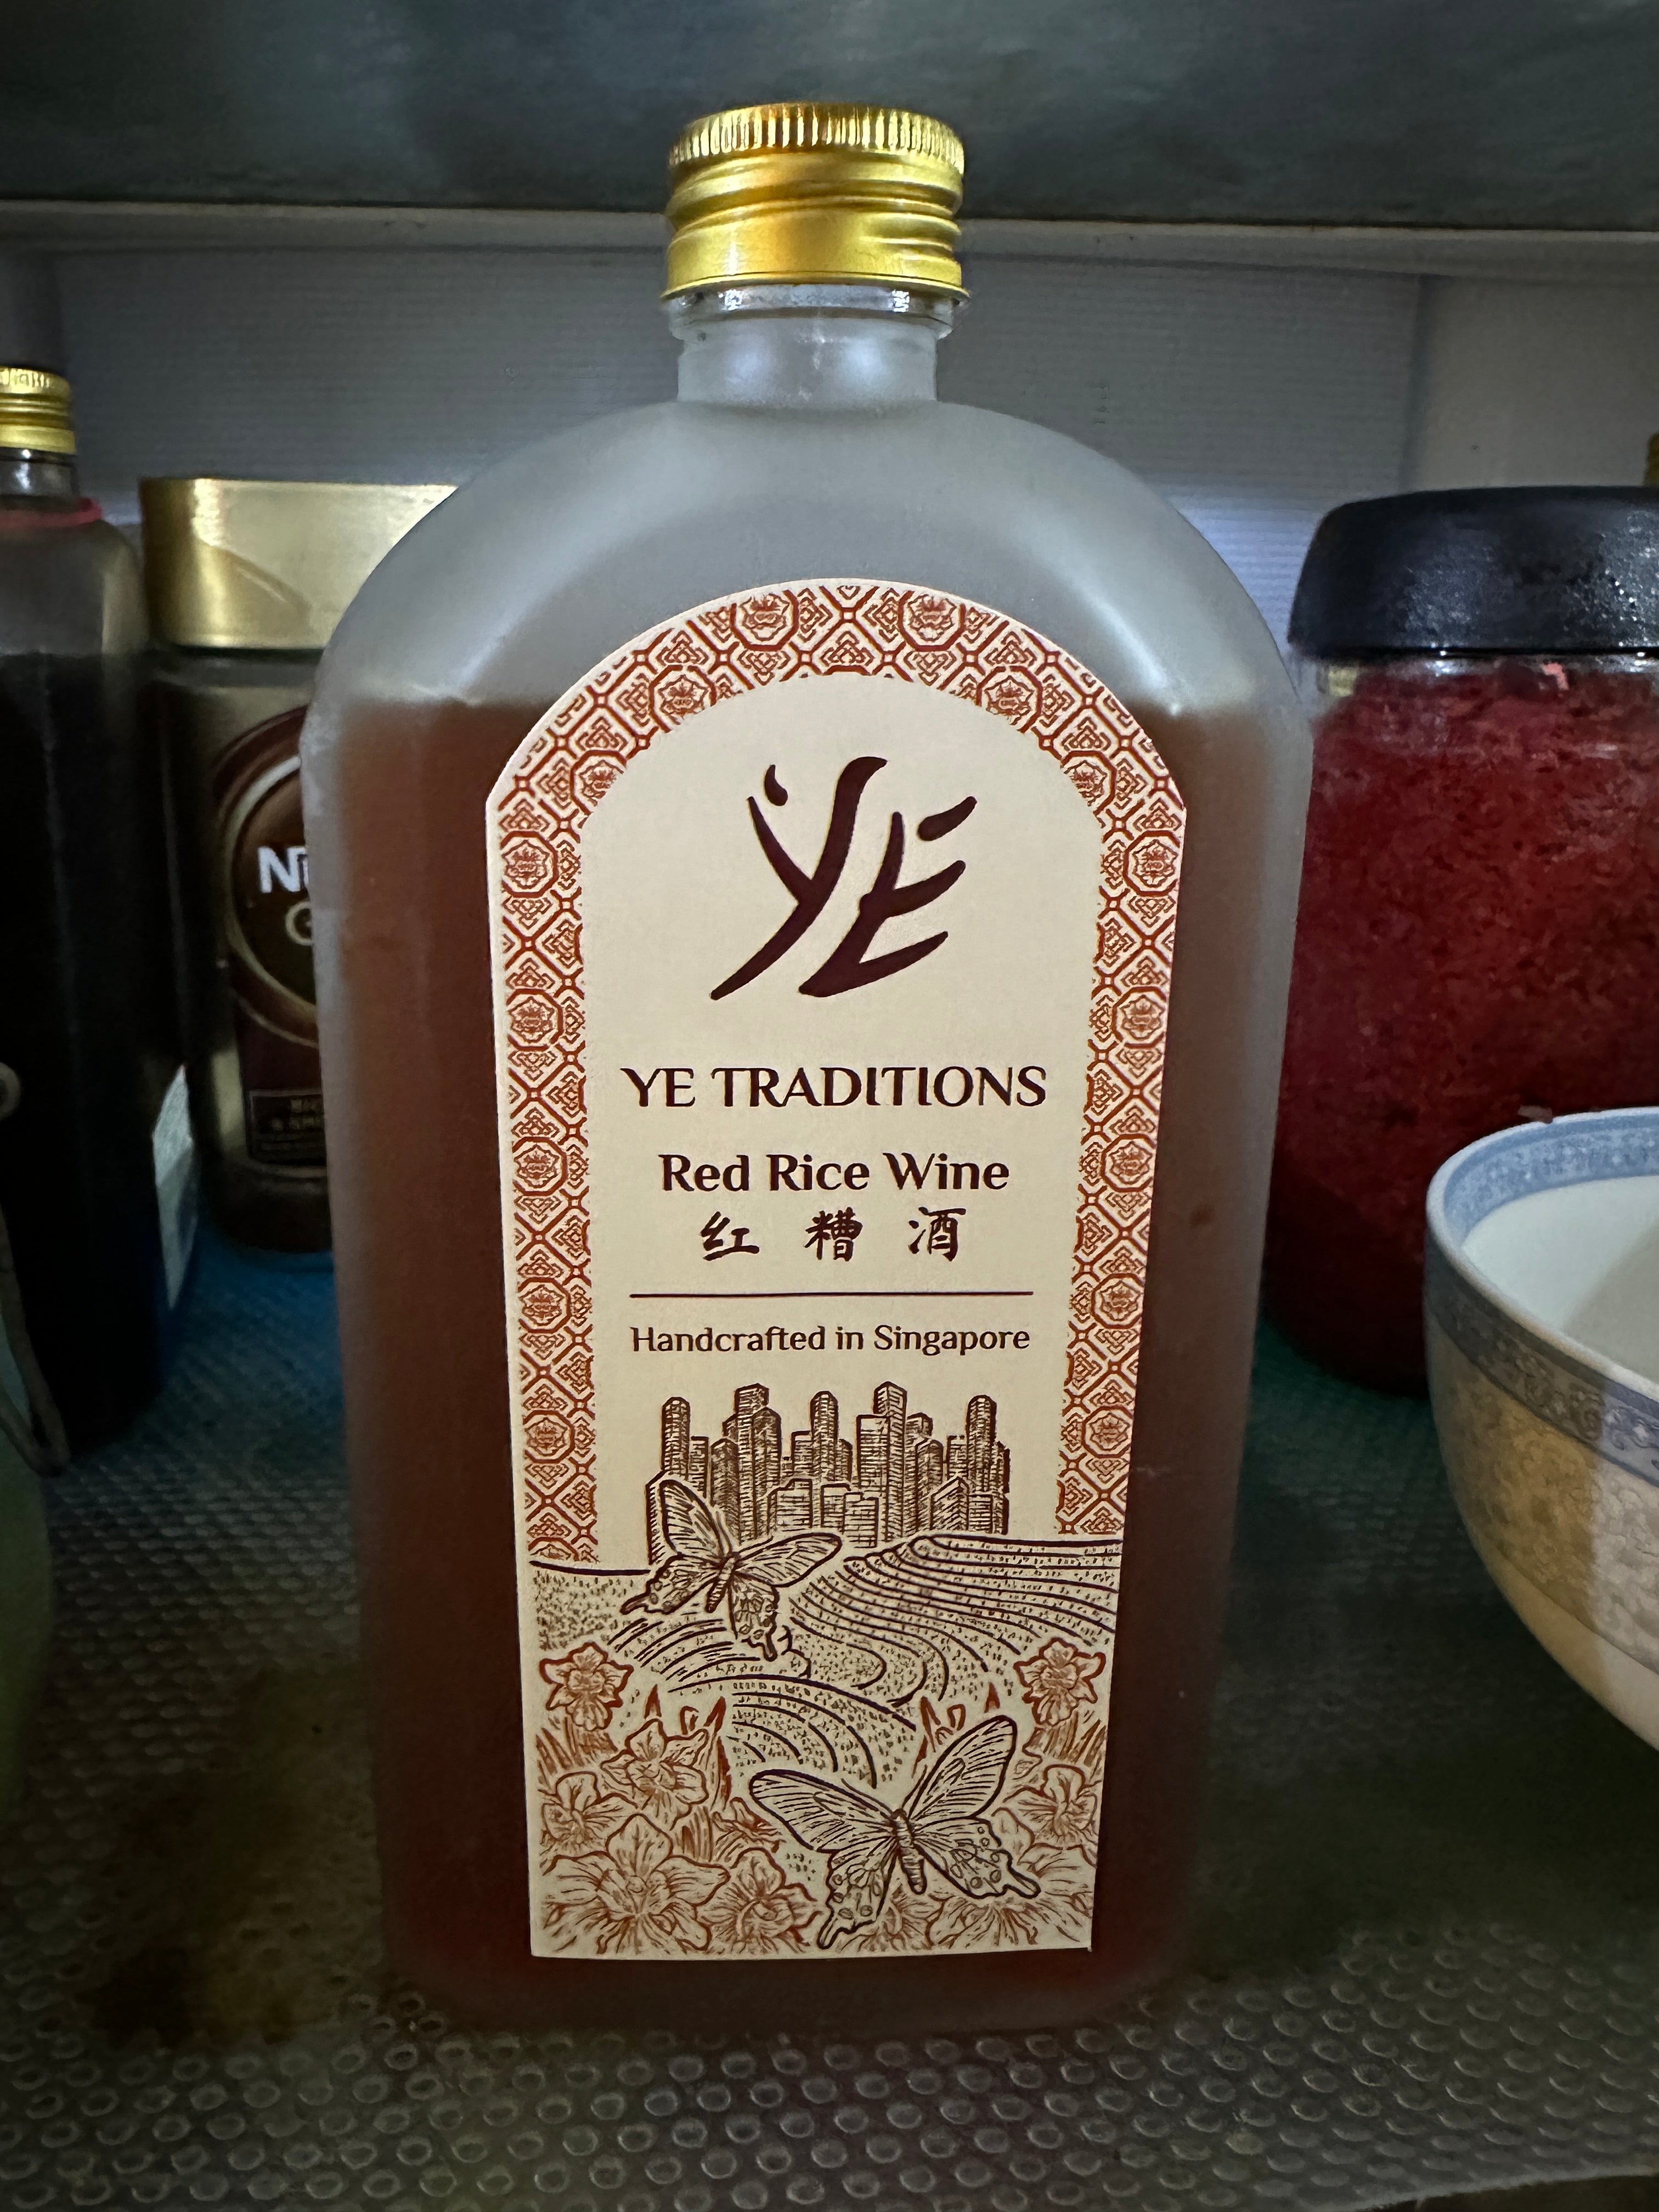 YE
YE TRADITIONS
Red Rice Wine
红糟酒
Handcrafted in Singapore